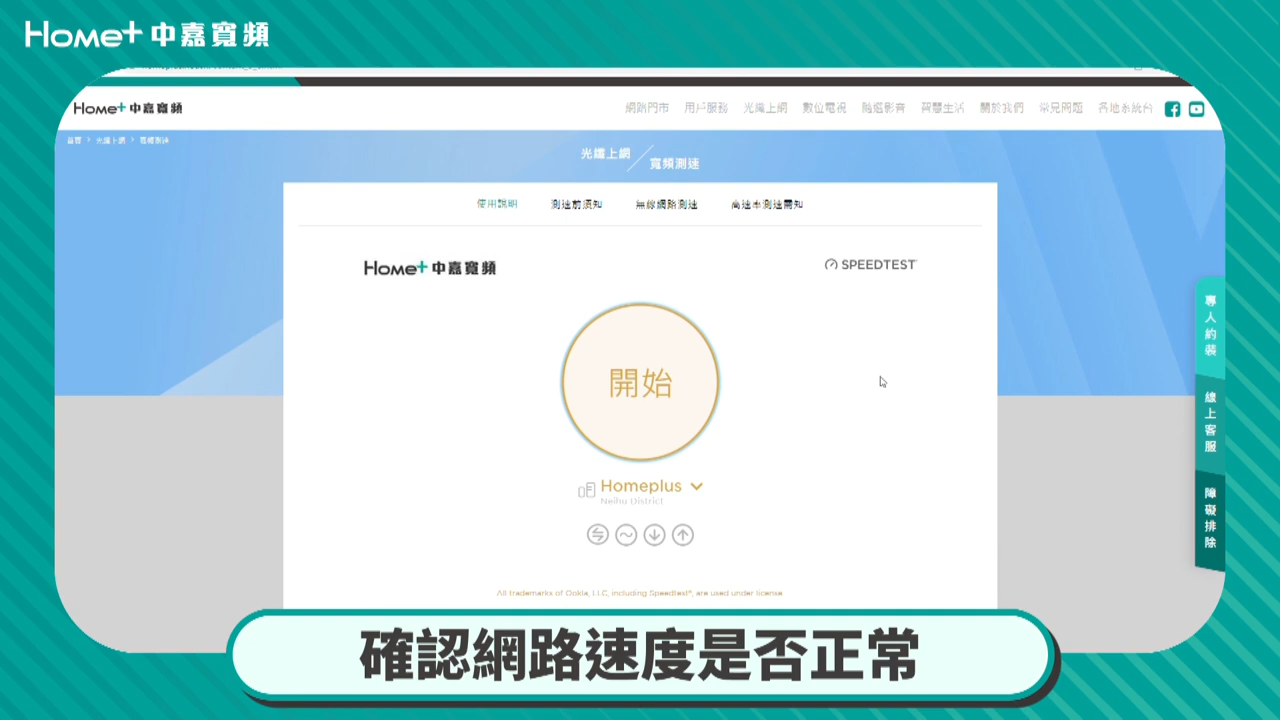 Home+ 中嘉寬頻
Home+ 中嘉寬頻
網路門市 用戶服務 光纖上網 數位電視 隨選影音 智慧生活 關於我們 常見問題 各地系統台
首頁 > 光纖上網 > 寬頻測速
光纖上網 / 寬頻測速
使用說明 測速前須知 無線網路測速 高速率測速需知
Home+ 中嘉寬頻
SPEEDTEST
開始
Homeplus
Neihu District
All trademarks of Ookla, LLC, including Speedtest®, are used under license
專人約裝
線上客服
障礙排除
確認網路速度是否正常